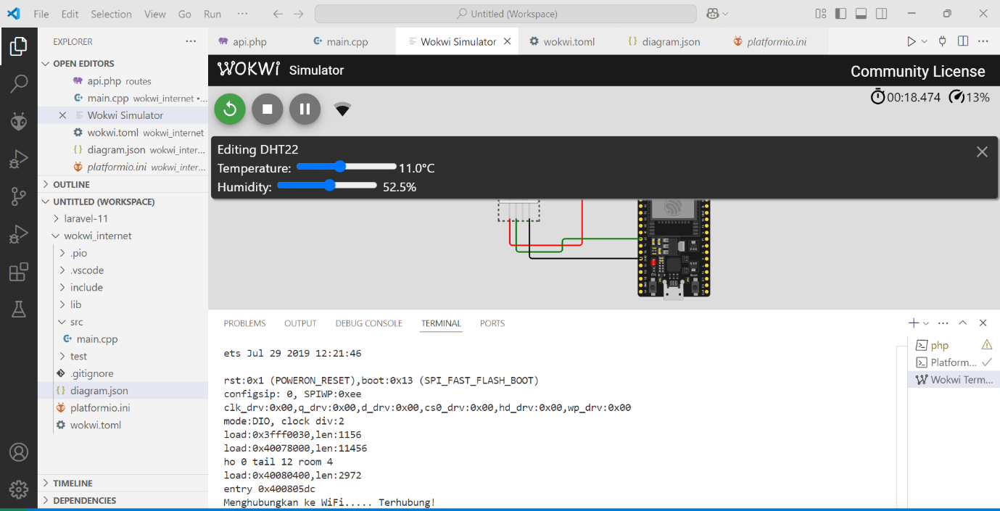 File Edit Selection View Go Run ··· Untitled (Workspace)
EXPLORER ···
OPEN EDITORS
api.php routes
main.cpp wokwi_internet •...
Wokwi Simulator
wokwi.toml wokwi_internet
diagram.json wokwi_inter...
platformio.ini wokwi_inter...
OUTLINE
UNTITLED (WORKSPACE)
laravel-11
wokwi_internet
.pio
.vscode
include
lib
src
main.cpp
test
.gitignore
diagram.json
platformio.ini
wokwi.toml
TIMELINE
DEPENDENCIES
api.php main.cpp Wokwi Simulator wokwi.toml diagram.json platformio.ini
WOKWI Simulator Community License
00:18.474 13%
Editing DHT22
Temperature: 11.0°C
Humidity: 52.5%
PROBLEMS OUTPUT DEBUG CONSOLE TERMINAL PORTS
ets Jul 29 2019 12:21:46
rst:0x1 (POWERON_RESET),boot:0x13 (SPI_FAST_FLASH_BOOT)
configsip: 0, SPIWP:0xee
clk_drv:0x00,q_drv:0x00,d_drv:0x00,cs0_drv:0x00,hd_drv:0x00,wp_drv:0x00
mode:DIO, clock div:2
load:0x3fff0030,len:1156
load:0x40078000,len:11456
ho 0 tail 12 room 4
load:0x40080400,len:2972
entry 0x400805dc
Menghubungkan ke WiFi..... Terhubung!
php
Platform...
Wokwi Term...